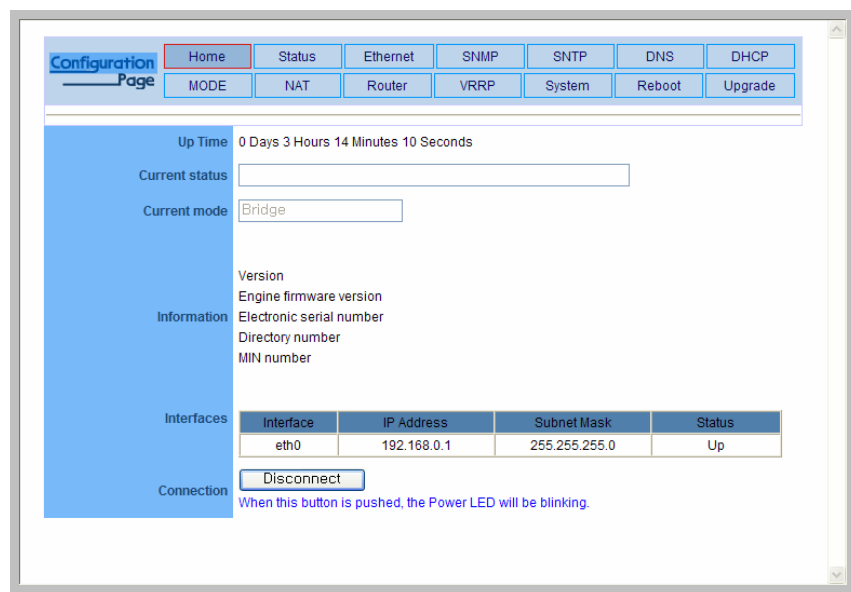 Configuration Page
Home Status Ethernet SNMP SNTP DNS DHCP
MODE NAT Router VRRP System Reboot Upgrade
Up Time 0 Days 3 Hours 14 Minutes 10 Seconds
Current status
Current mode Bridge
Information
Version
Engine firmware version
Electronic serial number
Directory number
MIN number
Interfaces
Interface IP Address Subnet Mask Status
eth0 192.168.0.1 255.255.255.0 Up
Connection
Disconnect
When this button is pushed, the Power LED will be blinking.